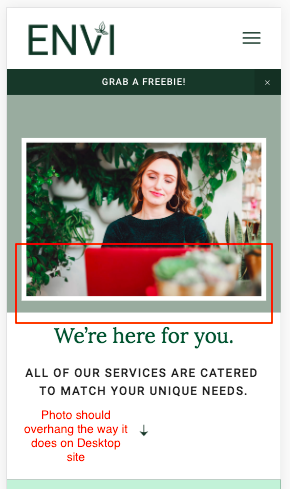 ENVI
GRAB A FREEBIE!
×
We're here for you.
ALL OF OUR SERVICES ARE CATERED
TO MATCH YOUR UNIQUE NEEDS.
Photo should
overhang the way it
does on Desktop
site
↓